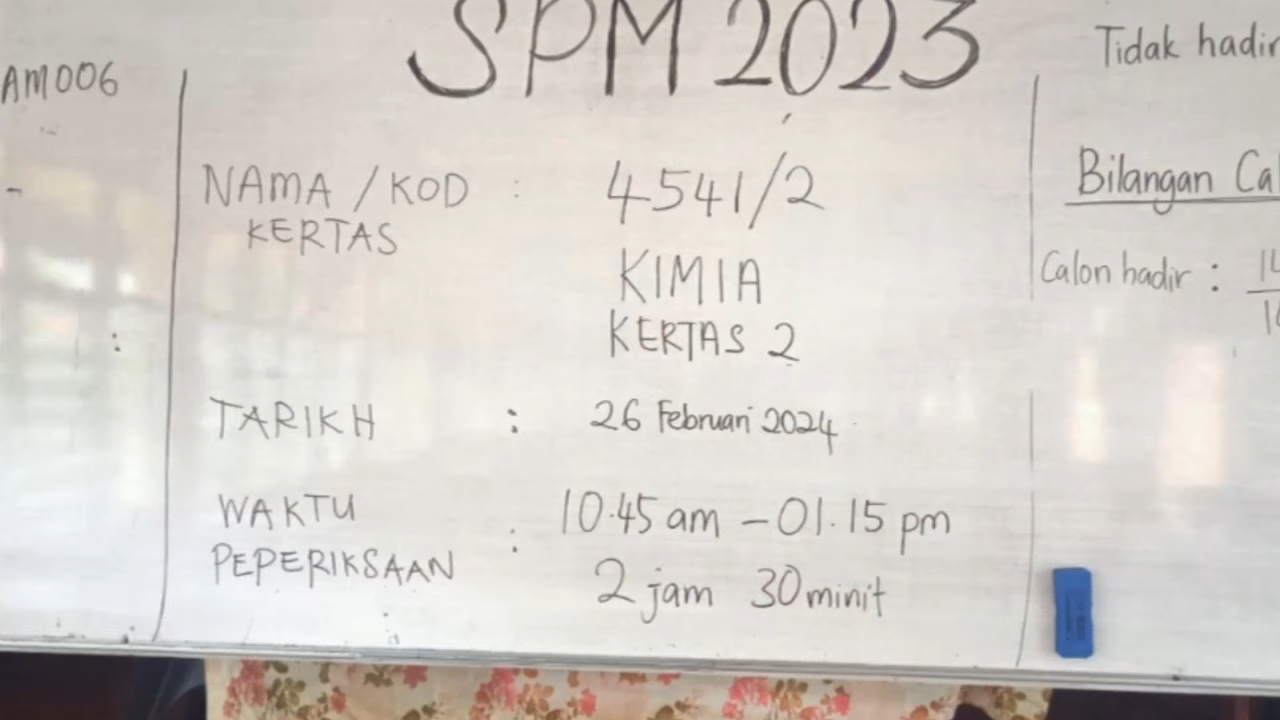 SPM 2023
AM006
NAMA / KOD KERTAS : 4541/2
KIMIA
KERTAS 2
TARIKH : 26 Februari 2024
WAKTU PEPERIKSAAN : 10.45 am – 01.15 pm
2 jam 30 minit
Tidak hadir
Bilangan
Calon hadir :